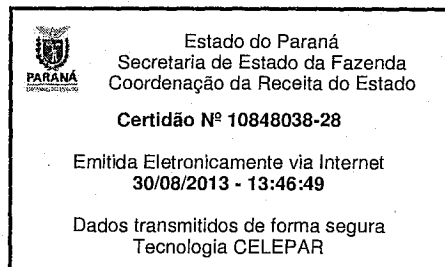 Estado do Paraná
Secretaria de Estado da Fazenda
PARANÁ
Coordenação da Receita do Estado
Certidão Nº 10848038-28
Emitida Eletronicamente via Internet
30/08/2013 - 13:46:49
Dados transmitidos de forma segura
Tecnologia CELEPAR